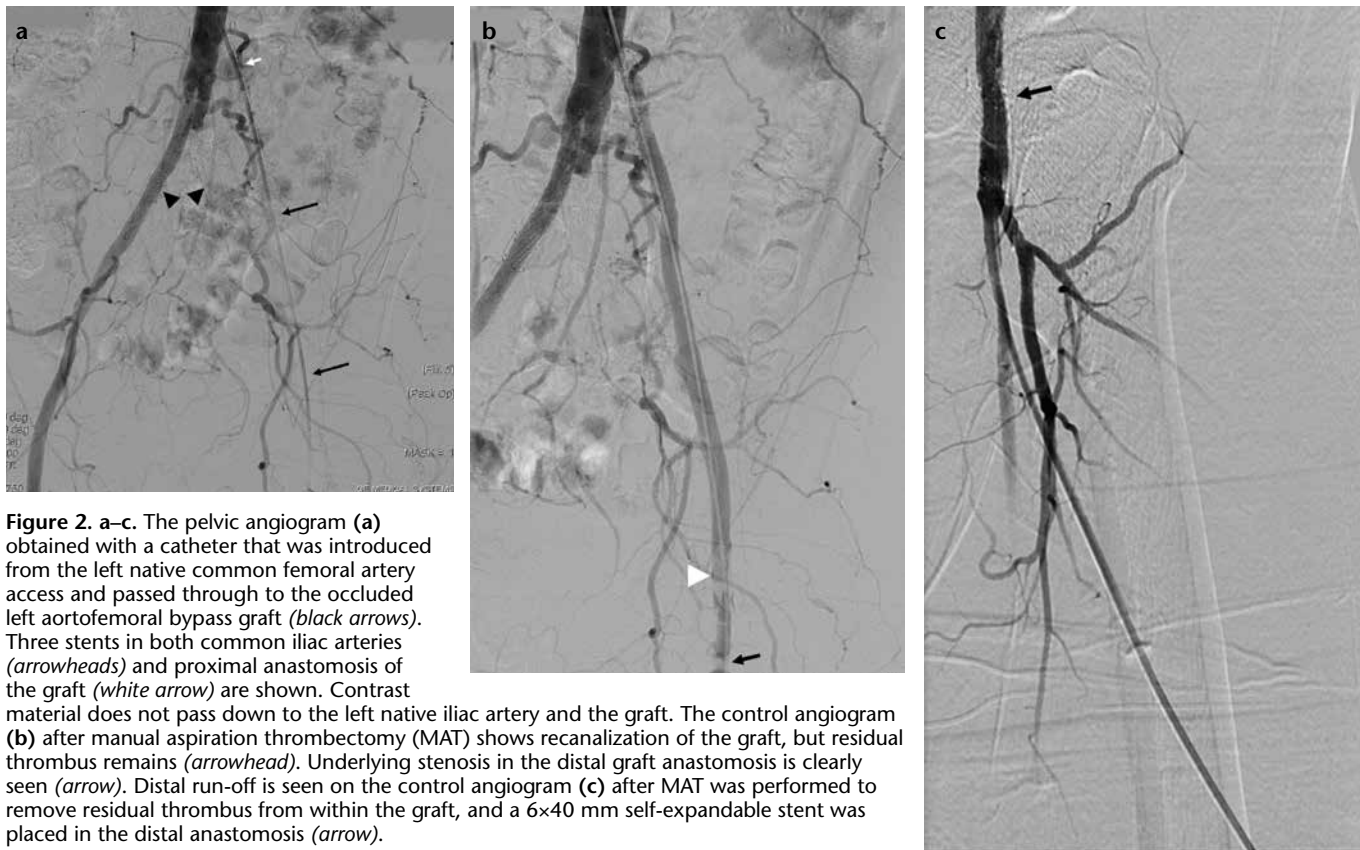 a
b
c
(Pack Op)
MASK = 1
Figure 2. a–c. The pelvic angiogram (a)
obtained with a catheter that was introduced
from the left native common femoral artery
access and passed through to the occluded
left aortofemoral bypass graft (black arrows).
Three stents in both common iliac arteries
(arrowheads) and proximal anastomosis of
the graft (white arrow) are shown. Contrast
material does not pass down to the left native iliac artery and the graft. The control angiogram
(b) after manual aspiration thrombectomy (MAT) shows recanalization of the graft, but residual
thrombus remains (arrowhead). Underlying stenosis in the distal graft anastomosis is clearly
seen (arrow). Distal run-off is seen on the control angiogram (c) after MAT was performed to
remove residual thrombus from within the graft, and a 6×40 mm self-expandable stent was
placed in the distal anastomosis (arrow).